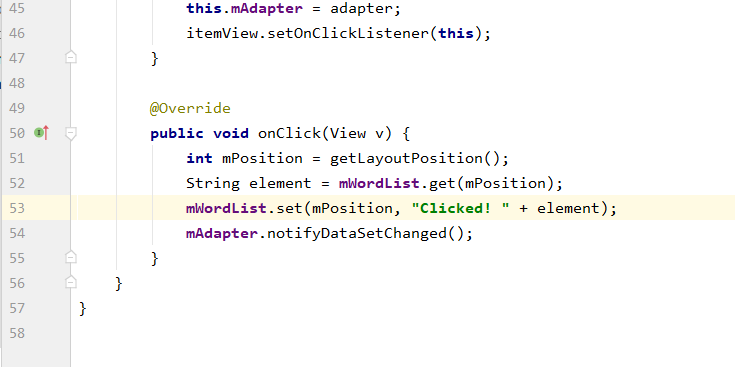 45 this.mAdapter = adapter;
46 itemView.setOnClickListener(this);
47 }
48
49 @Override
50 public void onClick(View v) {
51 int mPosition = getLayoutPosition();
52 String element = mWordList.get(mPosition);
53 mWordList.set(mPosition, "Clicked! " + element);
54 mAdapter.notifyDataSetChanged();
55 }
56 }
57 }
58